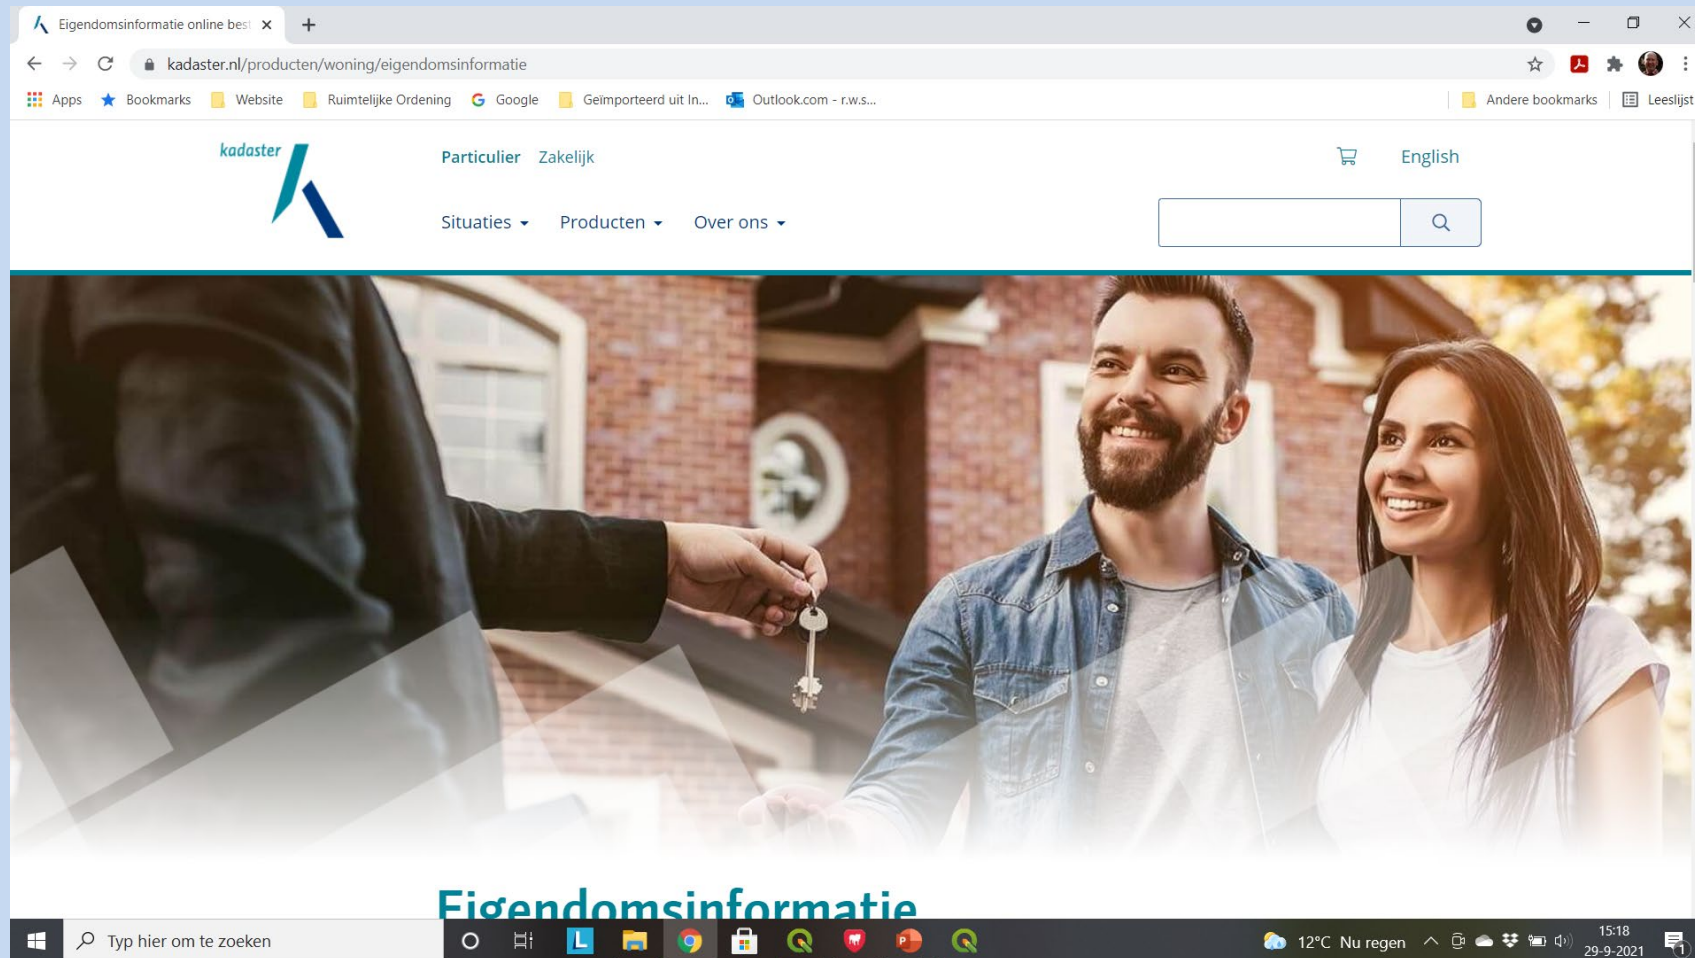 Eigendomsinformatie online best
kadaster.nl/producten/woning/eigendomsinformatie
Apps Bookmarks Website Ruimtelijke Ordening Google Geïmporteerd uit In... Outlook.com - r.w.s... Andere bookmarks Leeslijst
kadaster
Particulier Zakelijk English
Situaties Producten Over ons
Eigendomsinformatie
Typ hier om te zoeken
12°C Nu regen
15:18
29-9-2021